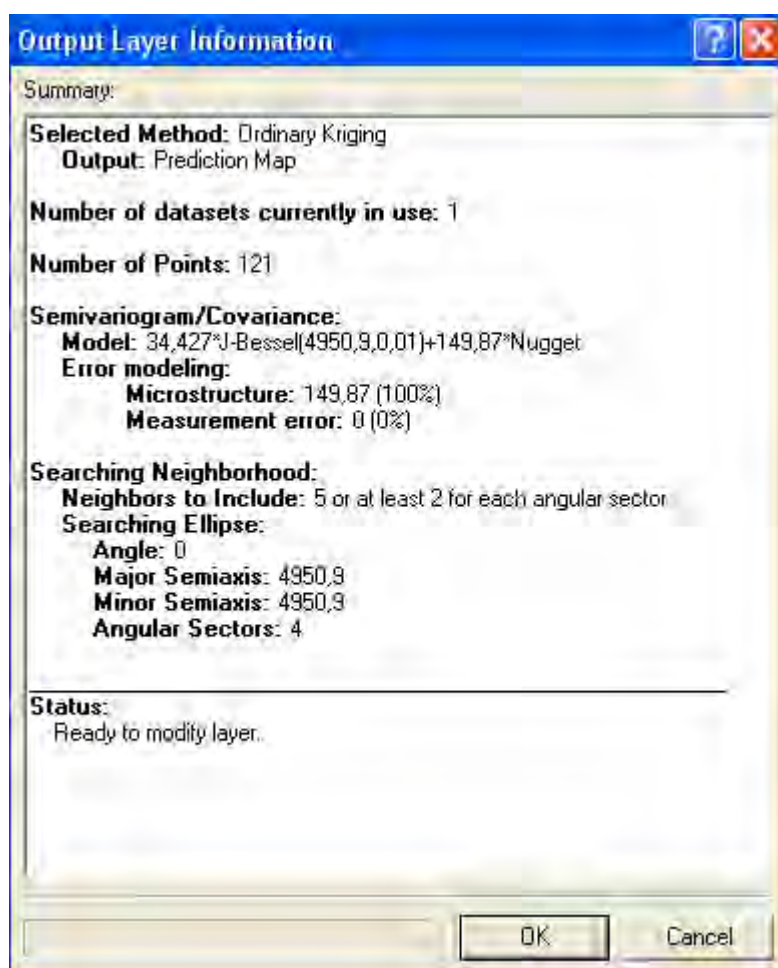 Output Layer Information
Summary:
Selected Method: Ordinary Kriging
Output: Prediction Map
Number of datasets currently in use: 1
Number of Points: 121
Semivariogram/Covariance:
Model: 34,427*J-Bessel(4950,9,0,01)+149,87*Nugget
Error modeling:
Microstructure: 149,87 (100%)
Measurement error: 0 (0%)
Searching Neighborhood:
Neighbors to Include: 5 or at least 2 for each angular sector
Searching Ellipse:
Angle: 0
Major Semiaxis: 4950,9
Minor Semiaxis: 4950,9
Angular Sectors: 4
Status:
Ready to modify layer.
OK Cancel